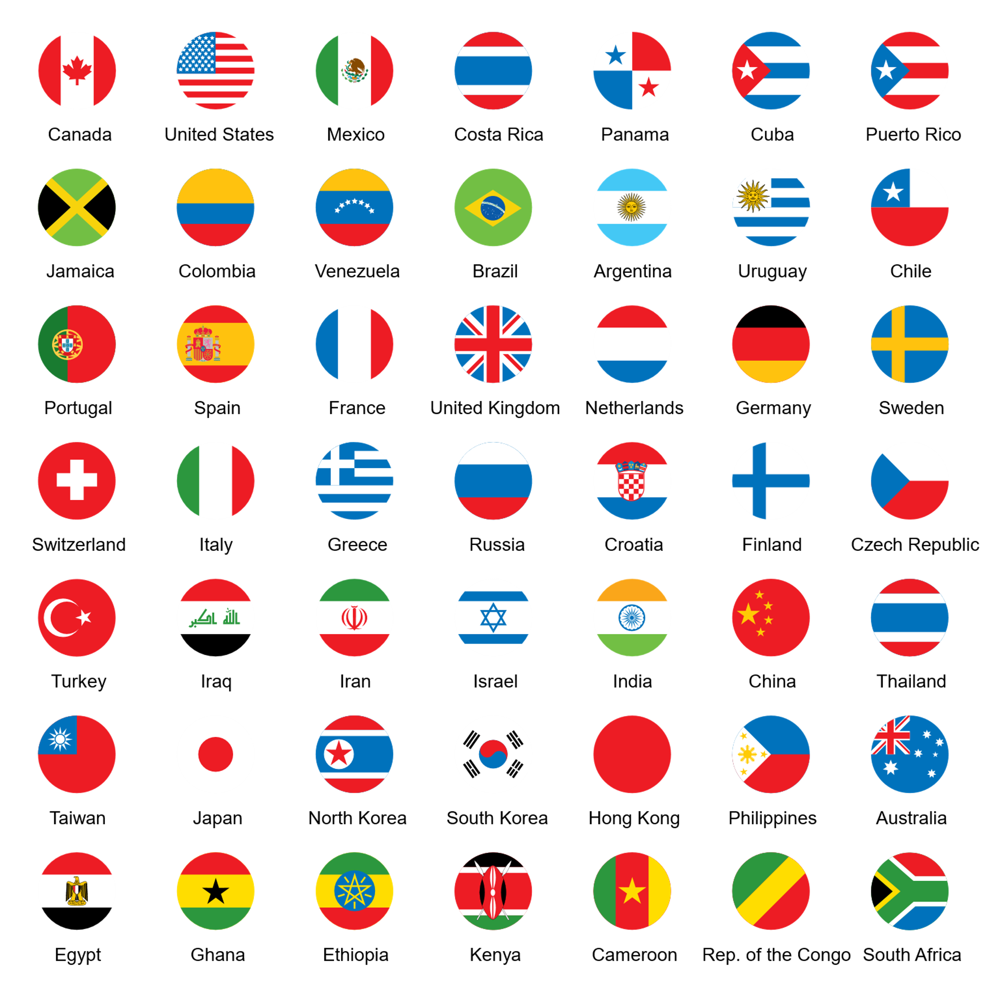 Canada United States Mexico Costa Rica Panama Cuba Puerto Rico
Jamaica Colombia Venezuela Brazil Argentina Uruguay Chile
Portugal Spain France United Kingdom Netherlands Germany Sweden
Switzerland Italy Greece Russia Croatia Finland Czech Republic
الله اكبر
Turkey Iraq Iran Israel India China Thailand
Taiwan Japan North Korea South Korea Hong Kong Philippines Australia
Egypt Ghana Ethiopia Kenya Cameroon Rep. of the Congo South Africa